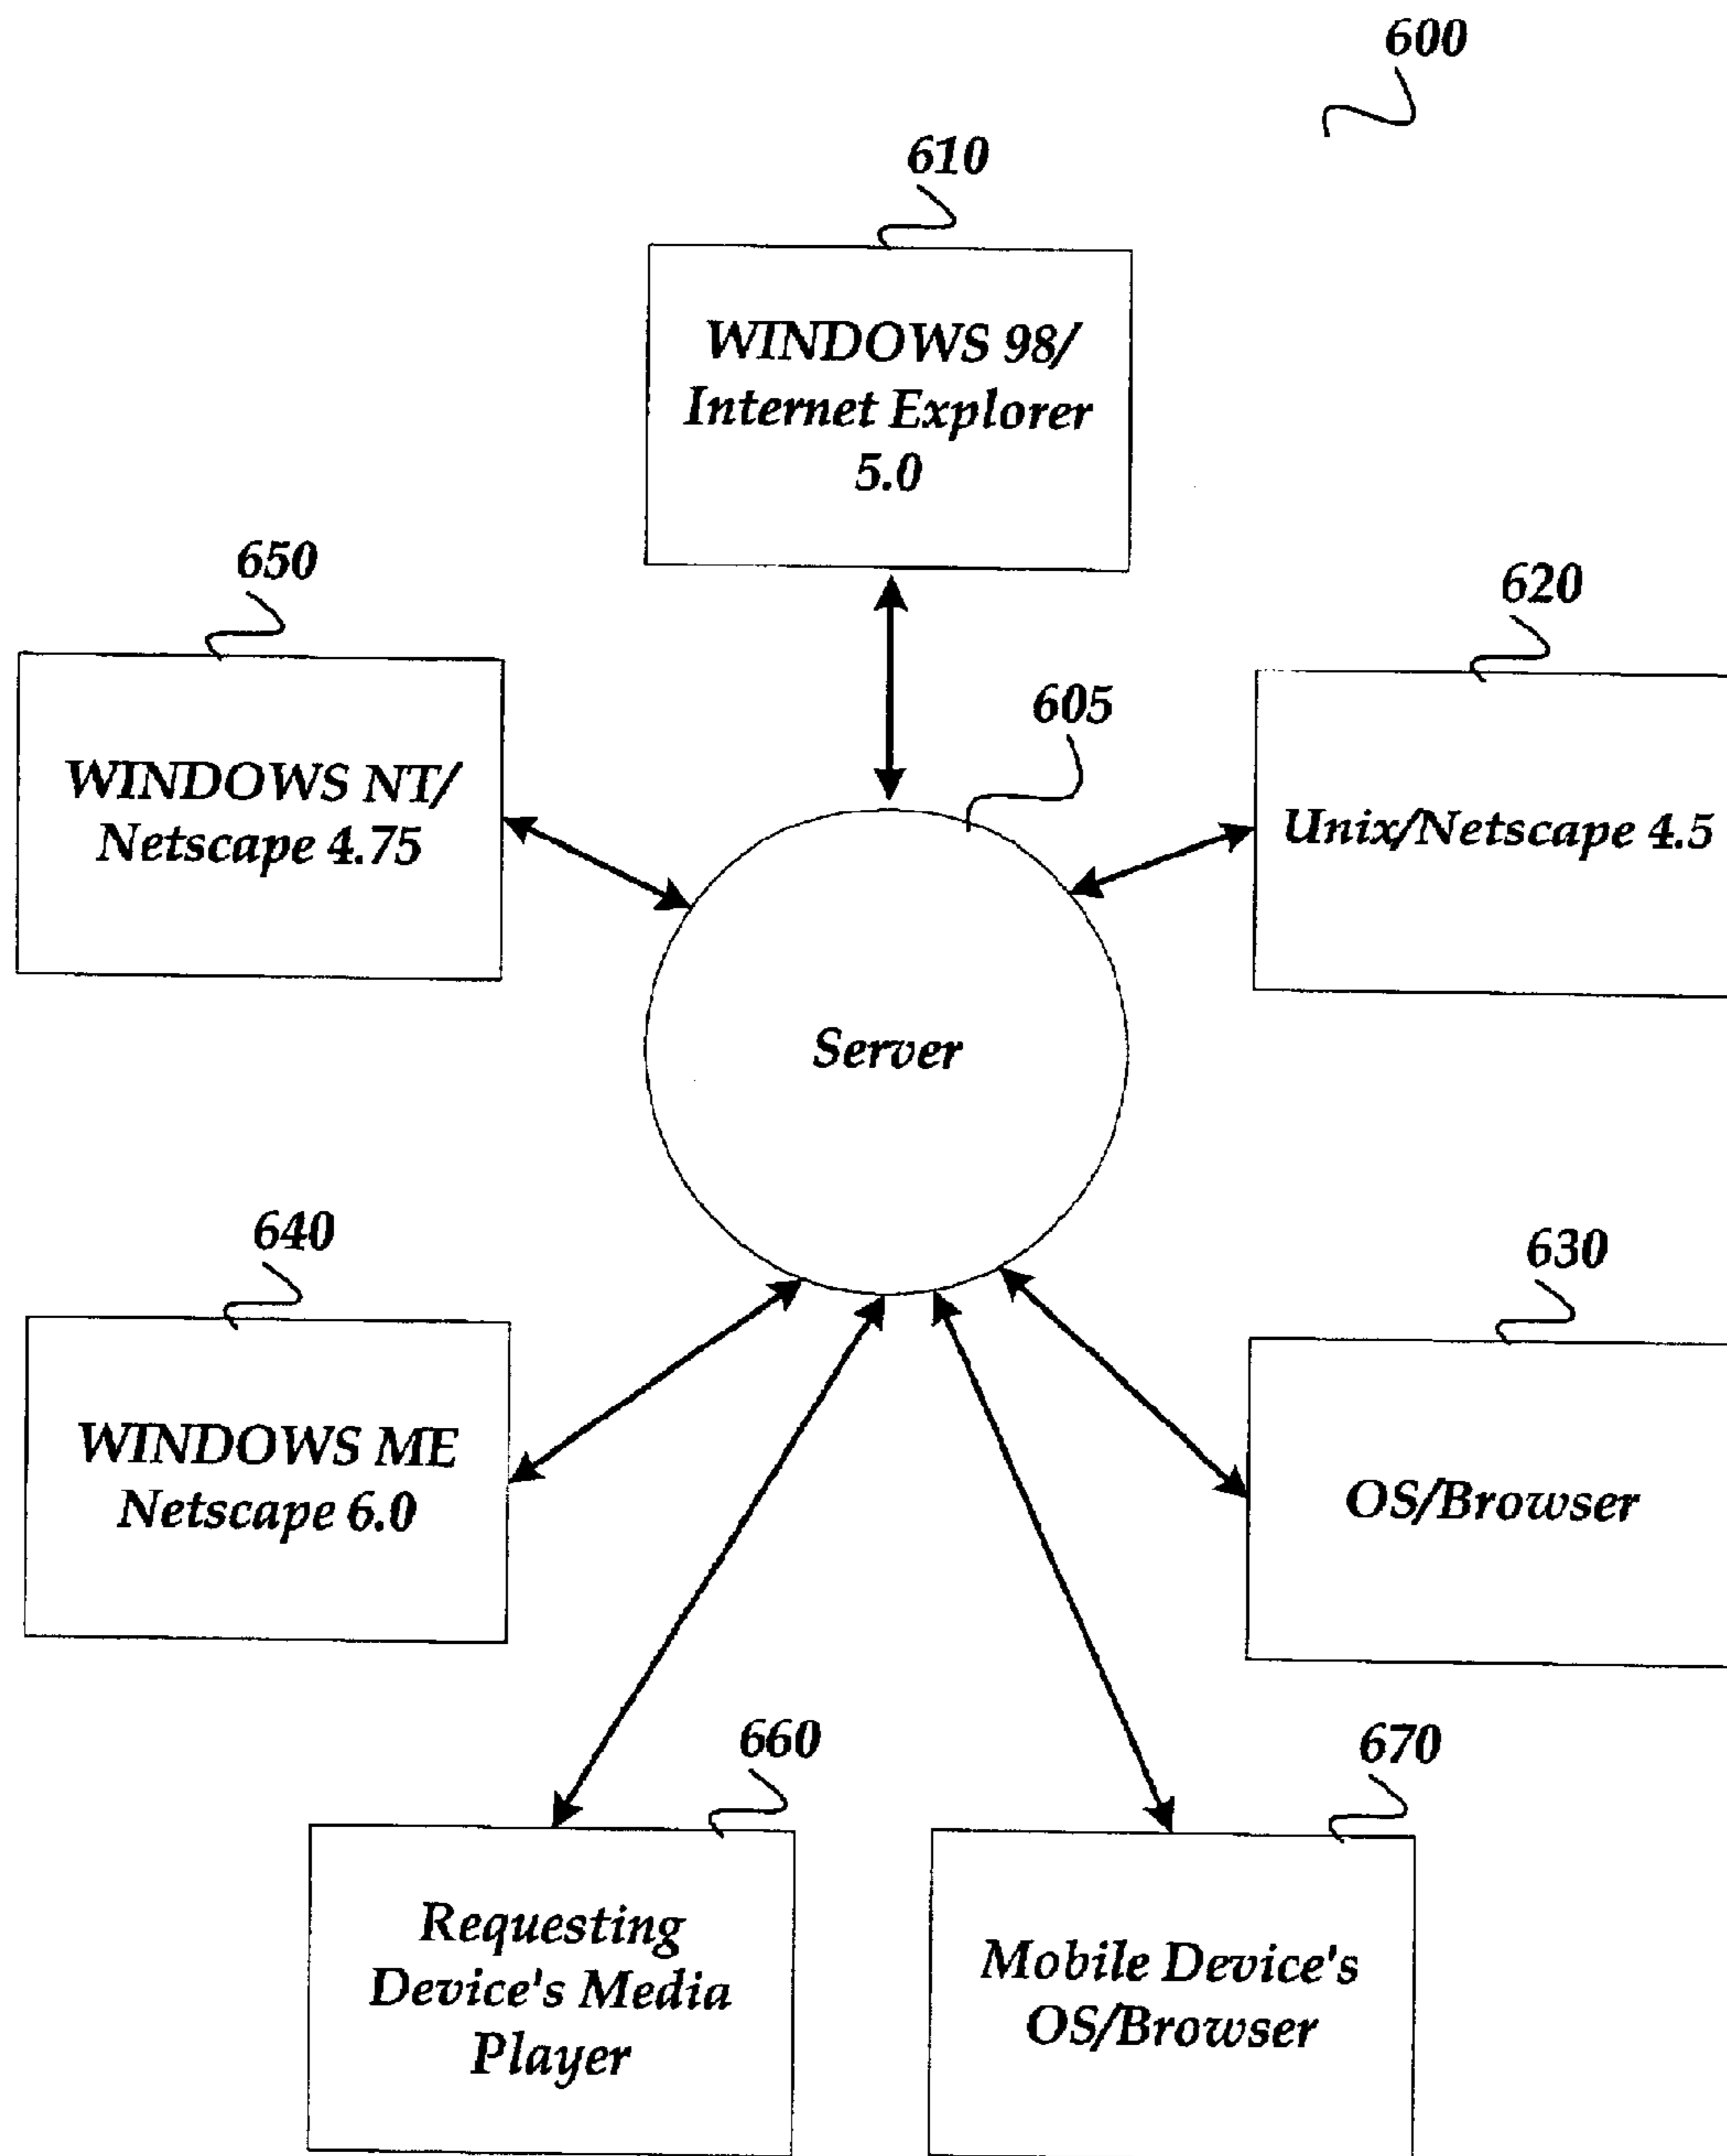 600
610
WINDOWS 98/
Internet Explorer
5.0
650
620
605
WINDOWS NT/
Netscape 4.75
Unix/Netscape 4.5
Server
640
630
WINDOWS ME
Netscape 6.0
OS/Browser
660
670
Requesting
Device's Media
Player
Mobile Device's
OS/Browser